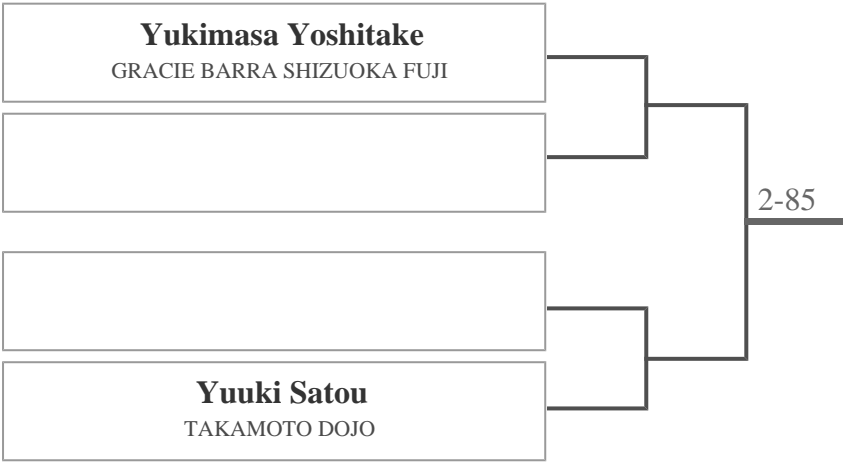 Yukimasa Yoshitake
GRACIE BARRA SHIZUOKA FUJI
2-85
Yuuki Satou
TAKAMOTO DOJO